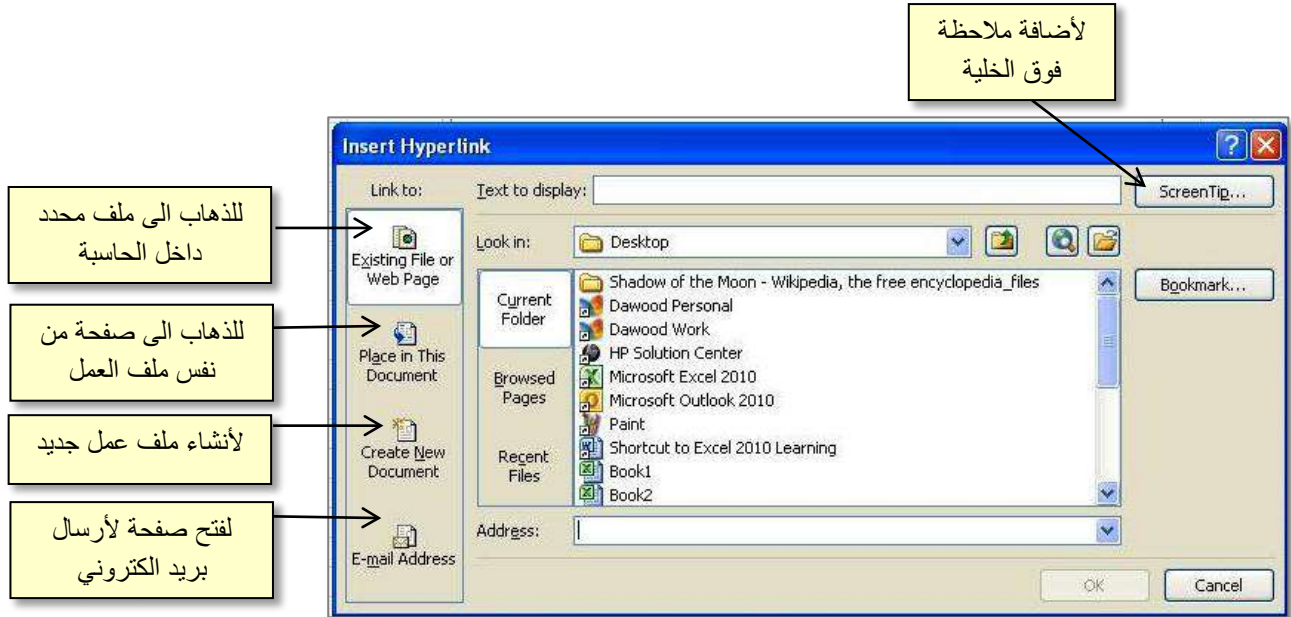 لأضافة ملاحظة
فوق الخلية
Insert Hyperlink
Link to:
Text to display:
ScreenTip...
للذهاب الى ملف محدد
داخل الحاسبة
Existing File or
Web Page
Look in:
Desktop
Current
Folder
Shadow of the Moon - Wikipedia, the free encyclopedia_files
Dawood Personal
Dawood Work
HP Solution Center
Microsoft Excel 2010
Microsoft Outlook 2010
Paint
Shortcut to Excel 2010 Learning
Book1
Book2
Bookmark...
للذهاب الى صفحة من
نفس ملف العمل
Place in This
Document
Browsed
Pages
لأنشاء ملف عمل جديد
Create New
Document
Recent
Files
لفتح صفحة لأرسال
بريد الكتروني
E-mail Address
Address:
OK
Cancel